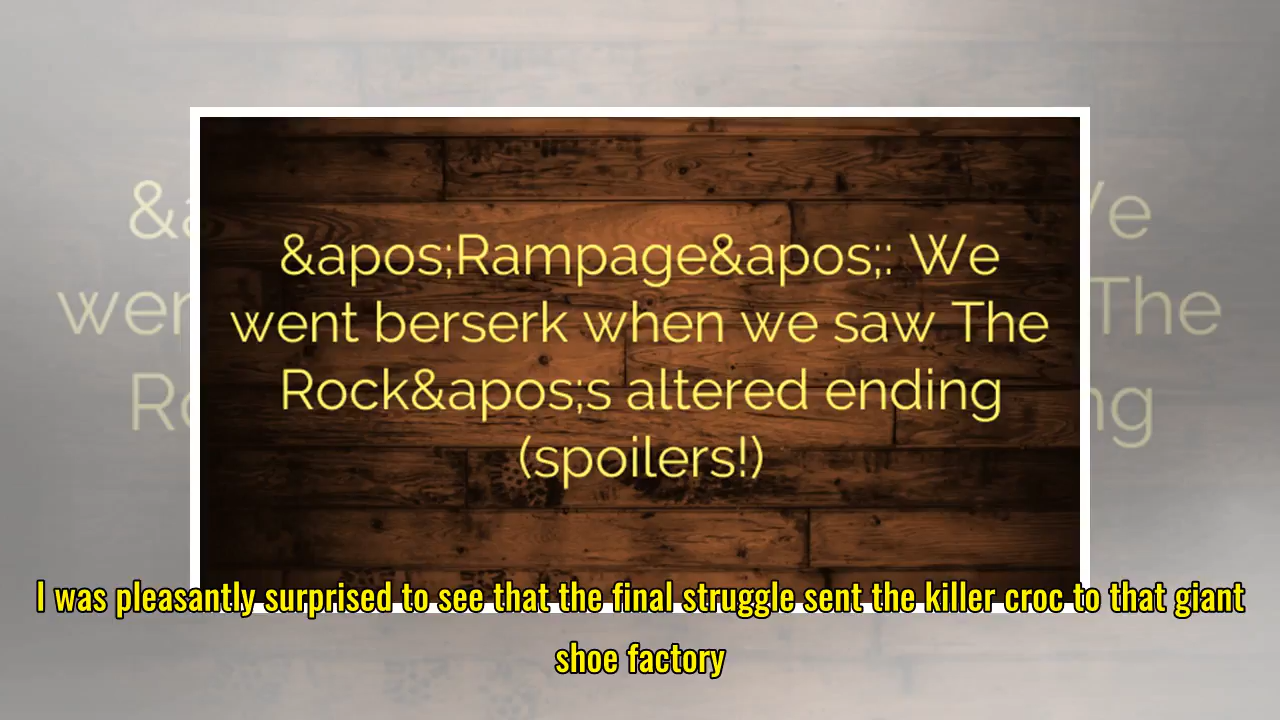 &apos;Rampage&apos;: We
went berserk when we saw The
Rock&apos;s altered ending
(spoilers!)
I was pleasantly surprised to see that the final struggle sent the killer croc to that giant
shoe factory